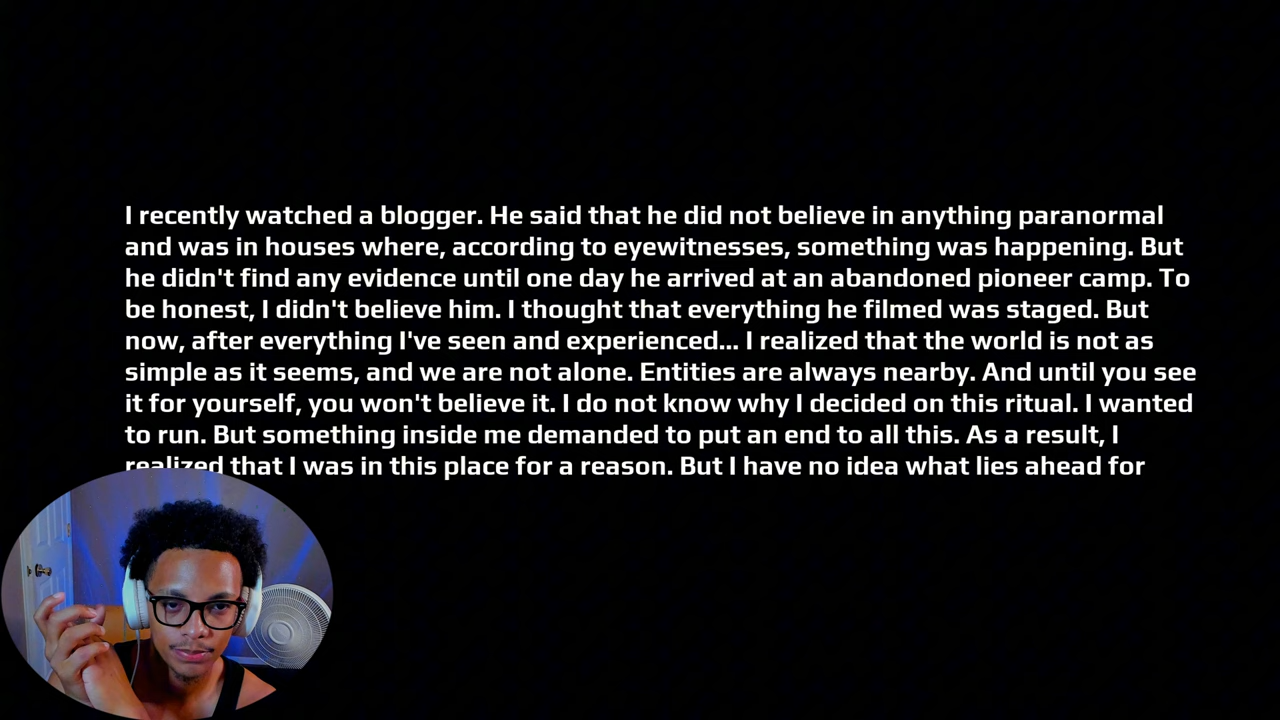 I recently watched a blogger. He said that he did not believe in anything paranormal
and was in houses where, according to eyewitnesses, something was happening. But
he didn't find any evidence until one day he arrived at an abandoned pioneer camp. To
be honest, I didn't believe him. I thought that everything he filmed was staged. But
now, after everything I've seen and experienced... I realized that the world is not as
simple as it seems, and we are not alone. Entities are always nearby. And until you see
it for yourself, you won't believe it. I do not know why I decided on this ritual. I wanted
to run. But something inside me demanded to put an end to all this. As a result, I
realized that I was in this place for a reason. But I have no idea what lies ahead for